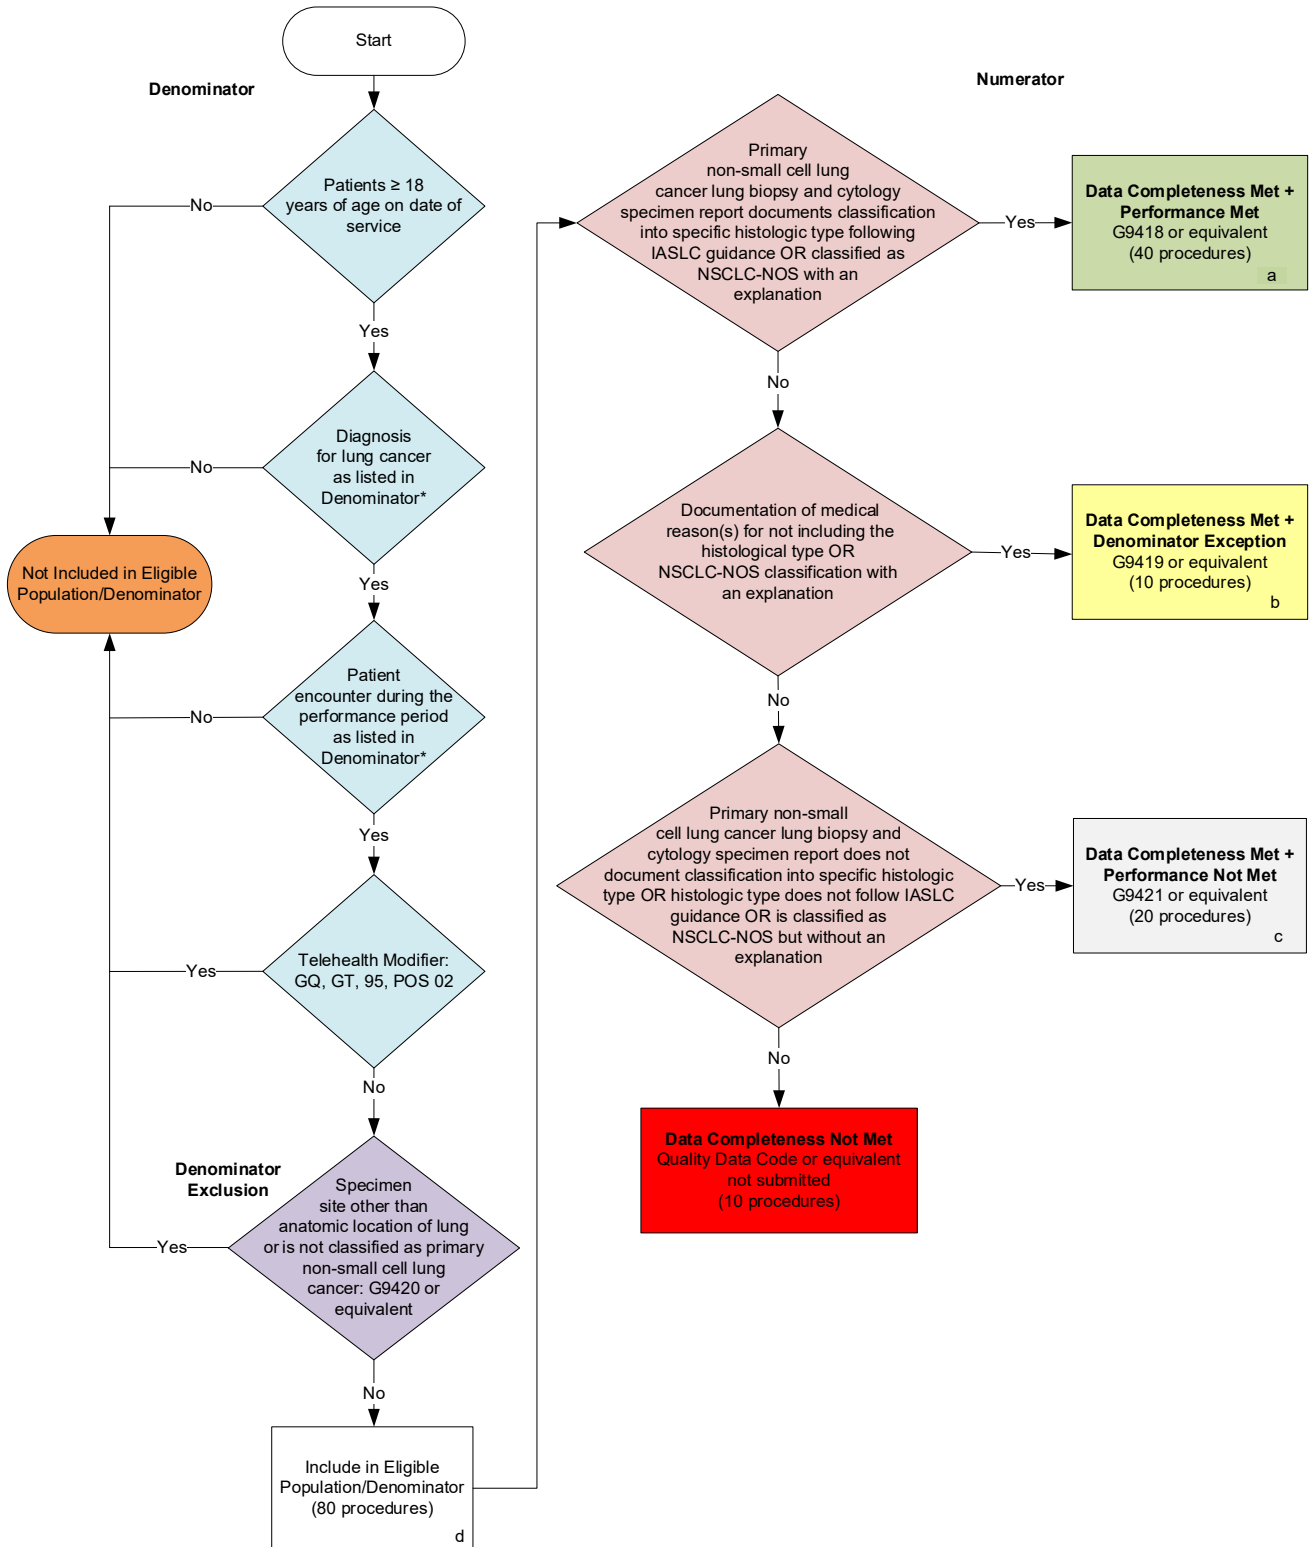 Start
Denominator
Patients ≥ 18
years of age on date of
service
No
Yes
Diagnosis
for lung cancer
as listed in
Denominator*
No
Yes
Not Included in Eligible
Population/Denominator
Patient
encounter during the
performance period
as listed in
Denominator*
No
Yes
Telehealth Modifier:
GQ, GT, 95, POS 02
Yes
No
Denominator
Exclusion
Specimen
site other than
anatomic location of lung
or is not classified as primary
non-small cell lung
cancer: G9420 or
equivalent
Yes
No
Include in Eligible
Population/Denominator
(80 procedures)
d
Numerator
Primary
non-small cell lung
cancer lung biopsy and cytology
specimen report documents classification
into specific histologic type following
IASLC guidance OR classified as
NSCLC-NOS with an
explanation
Yes
Data Completeness Met +
Performance Met
G9418 or equivalent
(40 procedures)
a
No
Documentation of medical
reason(s) for not including the
histological type OR
NSCLC-NOS classification with
an explanation
Yes
Data Completeness Met +
Denominator Exception
G9419 or equivalent
(10 procedures)
b
No
Primary non-small
cell lung cancer lung biopsy and
cytology specimen report does not
document classification into specific histologic
type OR histologic type does not follow IASLC
guidance OR is classified as
NSCLC-NOS but without an
explanation
Yes
Data Completeness Met +
Performance Not Met
G9421 or equivalent
(20 procedures)
c
No
Data Completeness Not Met
Quality Data Code or equivalent
not submitted
(10 procedures)